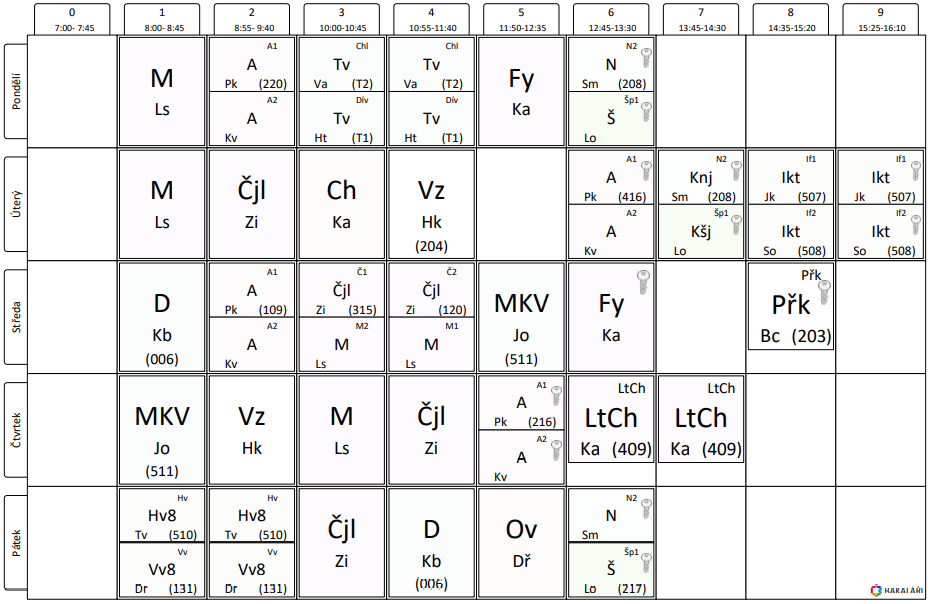 0 1 2 3 4 5 6 7 8 9
7:00- 7:45 8:00- 8:45 8:55- 9:40 10:00-10:45 10:55-11:40 11:50-12:35 12:45-13:30 13:45-14:30 14:35-15:20 15:25-16:10
Pondělí
M
Ls
A1
A
Pk (220)
A2
A
Kv
Chl
Tv
Va (T2)
Dív
Tv
Ht (T1)
Chl
Tv
Va (T2)
Dív
Tv
Ht (T1)
Fy
Ka
N2
N
Sm (208)
Šp1
Š
Lo
Úterý
M
Ls
Čjl
Zi
Ch
Ka
Vz
Hk
(204)
A1
A
Pk (416)
A2
A
Kv
N2
Knj
Sm (208)
Šp1
Kšj
Lo
If1
Ikt
Jk (507)
If2
Ikt
So (508)
If1
Ikt
Jk (507)
If2
Ikt
So (508)
Středa
D
Kb
(006)
A1
A
Pk (109)
A2
A
Kv
Č1
Čjl
Zi (315)
M2
M
Ls
Č2
Čjl
Zi (120)
M1
M
Ls
MKV
Jo
(511)
Fy
Ka
Přk
Přk
Bc (203)
Čtvrtek
MKV
Jo
(511)
Vz
Hk
M
Ls
Čjl
Zi
A1
A
Pk (216)
A2
A
Kv
LtCh
LtCh
Ka (409)
LtCh
LtCh
Ka (409)
Pátek
Hv
Hv8
Tv (510)
Vv
Vv8
Dr (131)
Hv
Hv8
Tv (510)
Vv
Vv8
Dr (131)
Čjl
Zi
D
Kb
(006)
Ov
Dř
N2
N
Sm
Šp1
Š
Lo (217)
BAKALÁŘI